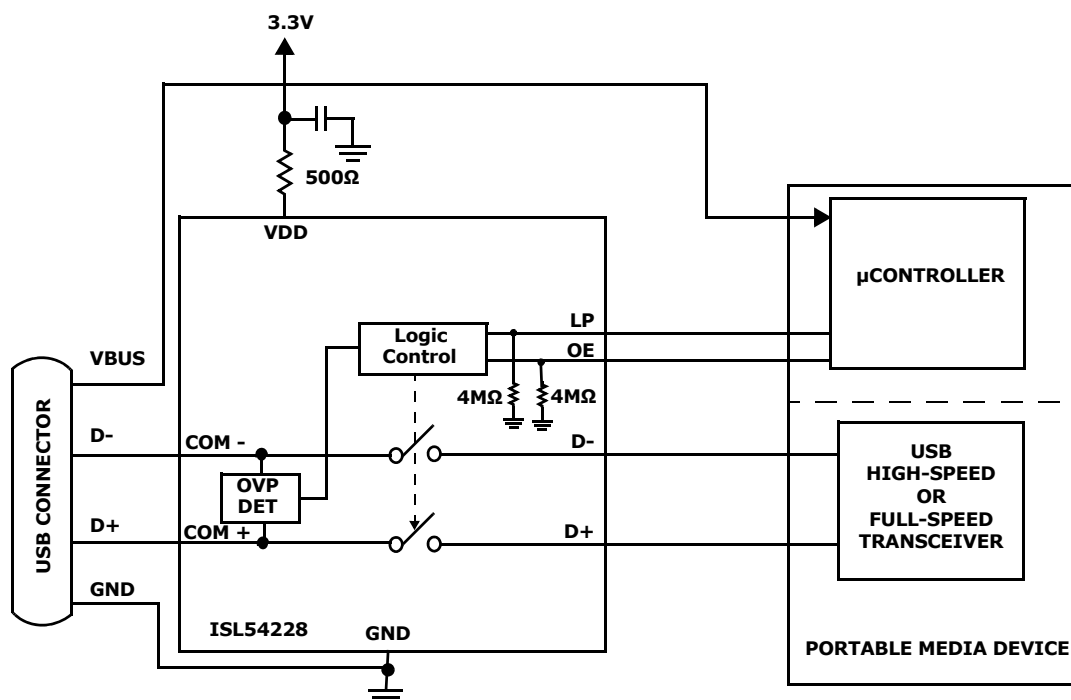 3.3V
500Ω
VDD
µCONTROLLER
LP
Logic
Control
OE
VBUS
4MΩ
4MΩ
USB CONNECTOR
D-
COM -
D-
USB
HIGH-SPEED
OR
FULL-SPEED
TRANSCEIVER
OVP
DET
D+
COM +
D+
GND
ISL54228
GND
PORTABLE MEDIA DEVICE